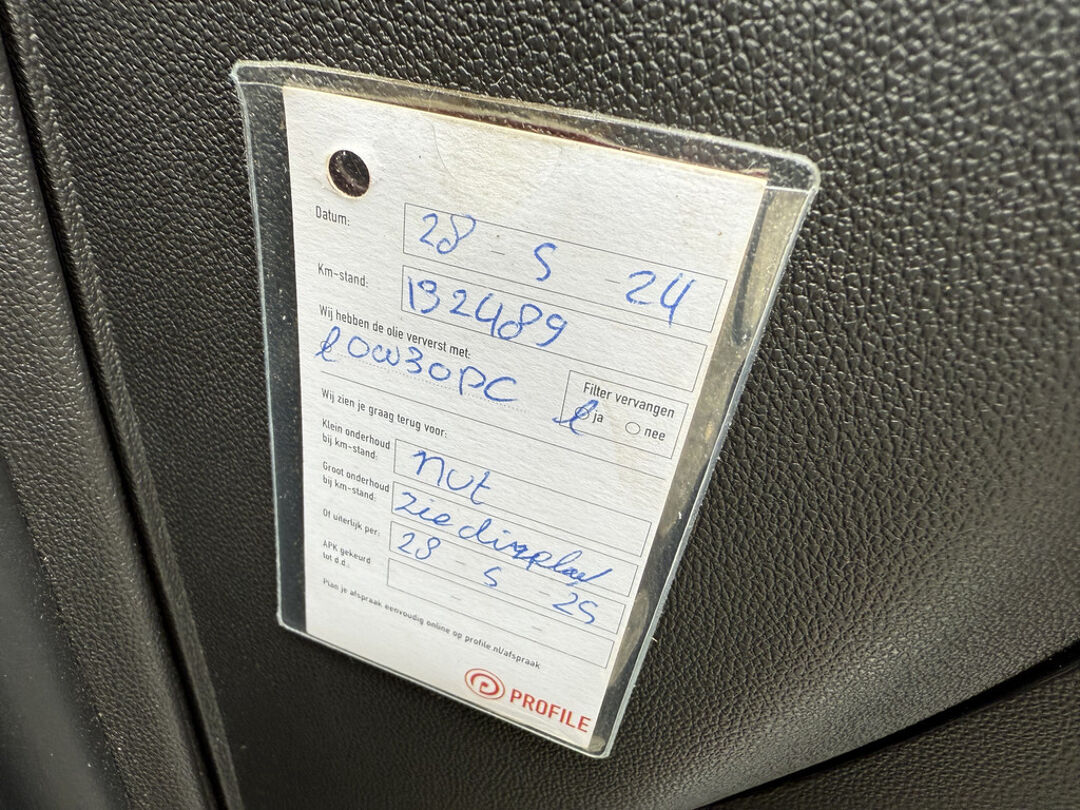 Datum: 28 - 5 - 24
Km-stand: 132489
Wij hebben de olie ververst met:
0W30PC
Filter vervangen
ja nee
Wij zien je graag terug voor:
Klein onderhoud
bij km-stand: nvt
Groot onderhoud
bij km-stand: zie display
Of uiterlijk per: 28 - 5 - 25
APK gekeurd
tot d.d.: - -
Plan je afspraak eenvoudig online op profile.nl/afspraak
PROFILE